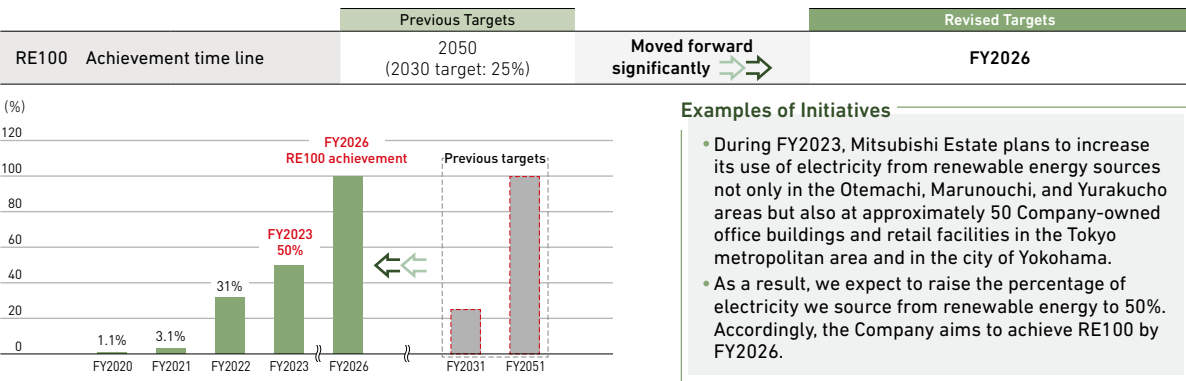 Previous Targets
Revised Targets
RE100 Achievement time line
2050
(2030 target: 25%)
Moved forward
significantly
FY2026
(%)
120
100
80
60
40
20
0
1.1%
3.1%
31%
FY2023
50%
FY2026
RE100 achievement
Previous targets
FY2020
FY2021
FY2022
FY2023
FY2026
FY2031
FY2051
Examples of Initiatives
• During FY2023, Mitsubishi Estate plans to increase
its use of electricity from renewable energy sources
not only in the Otemachi, Marunouchi, and Yurakucho
areas but also at approximately 50 Company-owned
office buildings and retail facilities in the Tokyo
metropolitan area and in the city of Yokohama.
• As a result, we expect to raise the percentage of
electricity we source from renewable energy to 50%.
Accordingly, the Company aims to achieve RE100 by
FY2026.